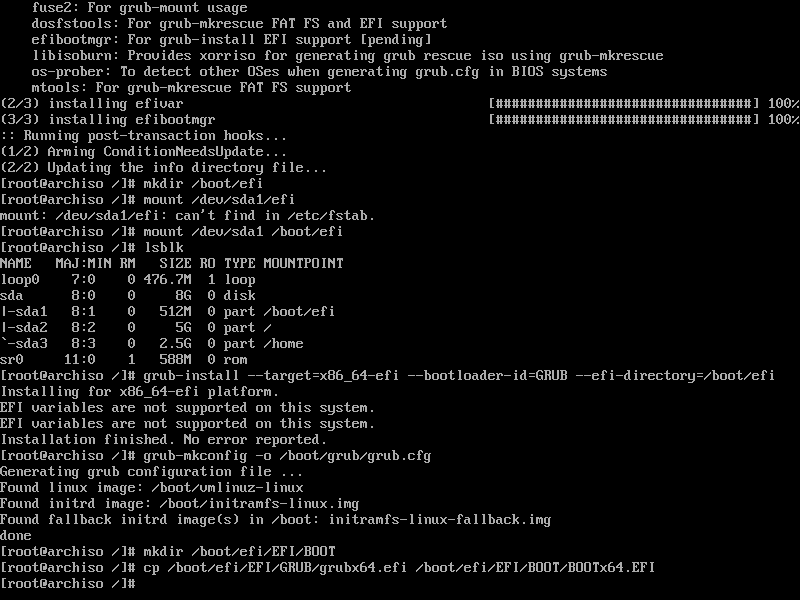 fuse2: For grub-mount usage
dosfstools: For grub-mkrescue FAT FS and EFI support
efibootmgr: For grub-install EFI support [pending]
libisoburn: Provides xorriso for generating grub rescue iso using grub-mkrescue
os-prober: To detect other OSes when generating grub.cfg in BIOS systems
mtools: For grub-mkrescue FAT FS support
(2/3) installing efivar [################################] 100%
(3/3) installing efibootmgr [################################] 100%
:: Running post-transaction hooks...
(1/2) Arming ConditionNeedsUpdate...
(2/2) Updating the info directory file...
[root@archiso /]# mkdir /boot/efi
[root@archiso /]# mount /dev/sda1/efi
mount: /dev/sda1/efi: can't find in /etc/fstab.
[root@archiso /]# mount /dev/sda1 /boot/efi
[root@archiso /]# lsblk
NAME   MAJ:MIN RM   SIZE RO TYPE MOUNTPOINT
loop0    7:0    0 476.7M  1 loop
sda      8:0    0     8G  0 disk
|-sda1   8:1    0   512M  0 part /boot/efi
|-sda2   8:2    0     5G  0 part /
`-sda3   8:3    0   2.5G  0 part /home
sr0     11:0    1   588M  0 rom
[root@archiso /]# grub-install --target=x86_64-efi --bootloader-id=GRUB --efi-directory=/boot/efi
Installing for x86_64-efi platform.
EFI variables are not supported on this system.
EFI variables are not supported on this system.
Installation finished. No error reported.
[root@archiso /]# grub-mkconfig -o /boot/grub/grub.cfg
Generating grub configuration file ...
Found linux image: /boot/vmlinuz-linux
Found initrd image: /boot/initramfs-linux.img
Found fallback initrd image(s) in /boot: initramfs-linux-fallback.img
done
[root@archiso /]# mkdir /boot/efi/EFI/BOOT
[root@archiso /]# cp /boot/efi/EFI/GRUB/grubx64.efi /boot/efi/EFI/BOOT/BOOTx64.EFI
[root@archiso /]#